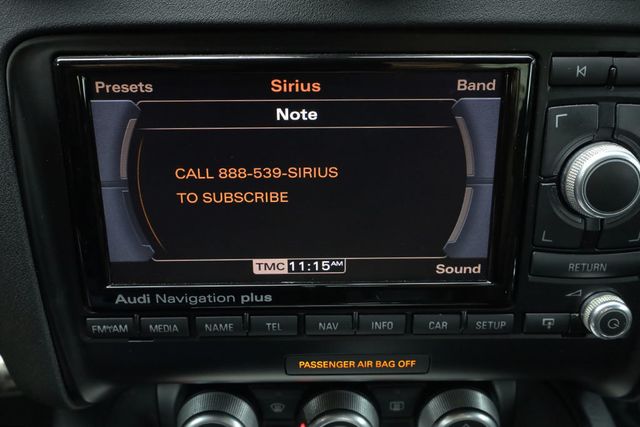 Presets Sirius Band
Note
CALL 888-539-SIRIUS
TO SUBSCRIBE
TMC 11:15AM
Sound
Audi Navigation plus
RETURN
FM/AM MEDIA NAME TEL NAV INFO CAR SETUP
PASSENGER AIR BAG OFF